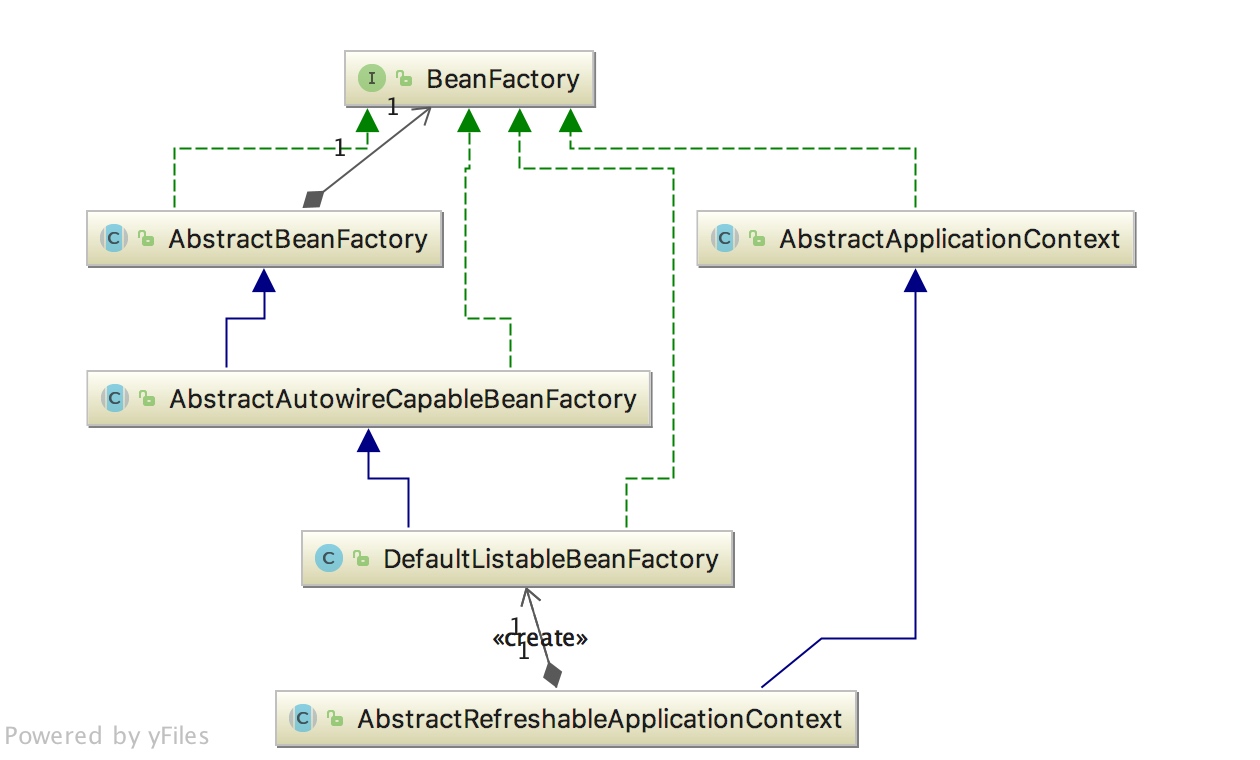 I BeanFactory
1
1
C AbstractBeanFactory
C AbstractApplicationContext
C AbstractAutowireCapableBeanFactory
C DefaultListableBeanFactory
1
«create»
1
C AbstractRefreshableApplicationContext
Powered by yFiles